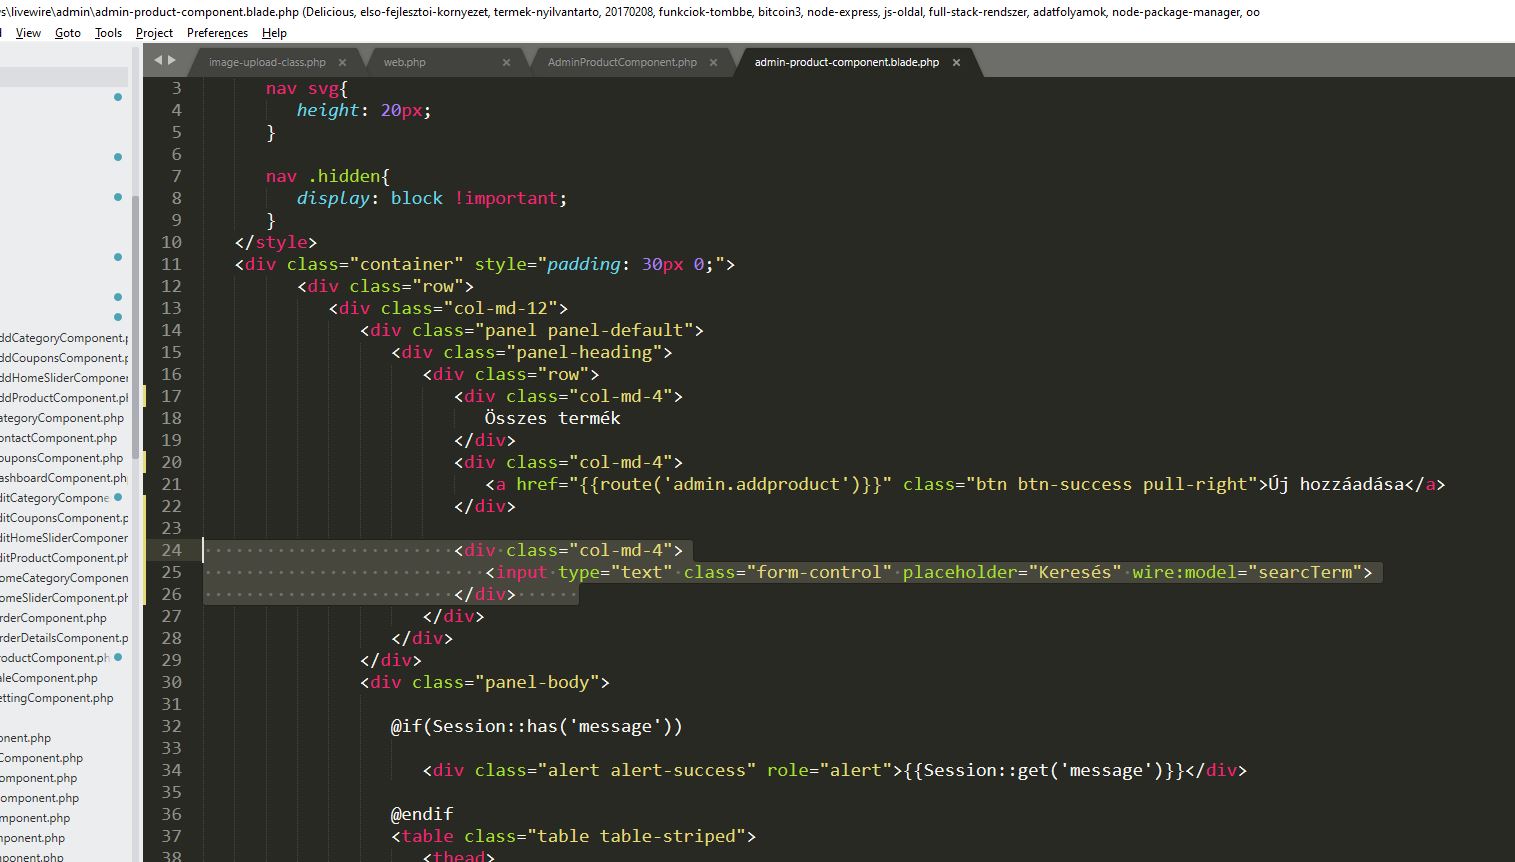 s\livewire\admin\admin-product-component.blade.php (Delicious, elso-fejlesztoi-kornyezet, termek-nyilvantarto, 20170208, funkciok-tombbe, bitcoin3, node-express, js-oldal, full-stack-rendszer, adatfolyamok, node-package-manager, oo
View Goto Tools Project Preferences Help
image-upload-class.php × web.php × AdminProductComponent.php × admin-product-component.blade.php ×
ddCategoryComponent.p
ddCouponsComponent.p
ddHomeSliderComponer
ddProductComponent.ph
ategoryComponent.php
ontactComponent.php
ouponsComponent.php
ashboardComponent.php
ditCategoryCompone
ditCouponsComponent.p
ditHomeSliderComponer
ditProductComponent.ph
omeCategoryComponen
omeSliderComponent.ph
rderComponent.php
rderDetailsComponent.p
roductComponent.ph
aleComponent.php
ettingComponent.php
onent.php
Component.php
omponent.php
component.php
omponent.php
mponent.php
mponent.php
3 nav svg{
4 height: 20px;
5 }
6
7 nav .hidden{
8 display: block !important;
9 }
10 </style>
11 <div class="container" style="padding: 30px 0;">
12 <div class="row">
13 <div class="col-md-12">
14 <div class="panel panel-default">
15 <div class="panel-heading">
16 <div class="row">
17 <div class="col-md-4">
18 Összes termék
19 </div>
20 <div class="col-md-4">
21 <a href="{{route('admin.addproduct')}}" class="btn btn-success pull-right">Új hozzáadása</a>
22 </div>
23
24 <div class="col-md-4">
25 <input type="text" class="form-control" placeholder="Keresés" wire:model="searcTerm">
26 </div>
27 </div>
28 </div>
29 </div>
30 <div class="panel-body">
31
32 @if(Session::has('message'))
33
34 <div class="alert alert-success" role="alert">{{Session::get('message')}}</div>
35
36 @endif
37 <table class="table table-striped">
38 <thead>